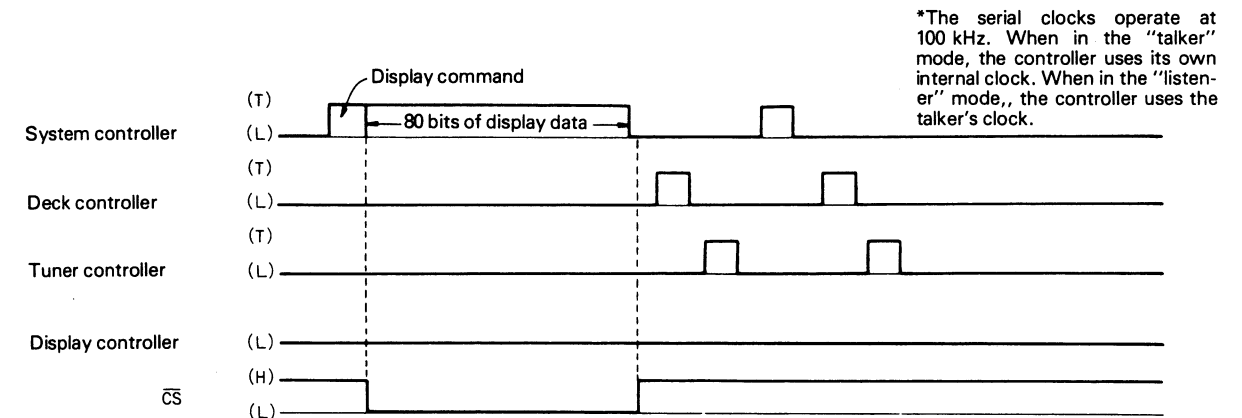 *The serial clocks operate at
100 kHz. When in the "talker"
mode, the controller uses its own
internal clock. When in the "listen-
er" mode,, the controller uses the
talker's clock.
Display command
(T)
System controller
(L)
80 bits of display data
(T)
Deck controller
(L)
(T)
Tuner controller
(L)
Display controller
(L)
(H)
C̅S̅
(L)